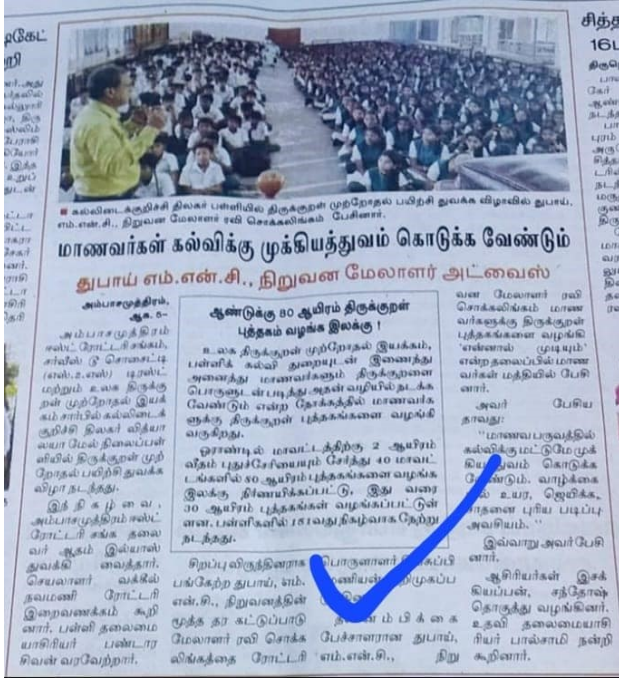 கல்லிடைக்குறிச்சி திலகர் பள்ளியில் திருக்குறள் முற்றோதல் பயிற்சி துவக்க விழாவில் துபாய்,
எம்.என்.சி., நிறுவன மேலாளர் ரவி சொக்கலிங்கம் பேசினார்.
மாணவர்கள் கல்விக்கு முக்கியத்துவம் கொடுக்க வேண்டும்
துபாய் எம்.என்.சி., நிறுவன மேலாளர் அட்வைஸ்
அம்பாசமுத்திரம்,
ஆக. 6–
அம்பாசமுத்திரம்
ஈஸ்ட் ரோட்டரி சங்கம்,
சர்வீஸ் டு சொசைட்டி
(எஸ்.2.எஸ்) டிரஸ்ட்
மற்றும் உலக திருக்கு
றள் முற்றோதல் இயக்
கம் சார்பில் கல்லிடைக்
குறிச்சி திலகர் வித்யா
லயா மேல் நிலைப்பள்
ளியில் திருக்குறள் முற்
றோதல் பயிற்சி துவக்க
விழா நடந்தது.
இந்நிகழ்வை,
அம்பாசமுத்திரம் ஈஸ்ட்
ரோட்டரி சங்க தலை
வர் ஆதம் இல்யாஸ்
துவக்கி வைத்தார்.
செயலாளர் வக்கீல்
நவமணி ரோட்டரி
இறைவணக்கம் கூறி
னார். பள்ளி தலைமை
யாசிரியர் பண்டார
சிவன் வரவேற்றார்.
ஆண்டுக்கு 80 ஆயிரம் திருக்குறள்
புத்தகம் வழங்க இலக்கு !
உலக திருக்குறள் முற்றோதல் இயக்கம்,
பள்ளிக் கல்வி துறையுடன் இணைந்து
அனைத்து மாணவர்களும் திருக்குறளை
பொருளுடன் படித்து அதன் வழியில் நடக்க
வேண்டும் என்ற நோக்கத்தில் மாணவர்க
ளுக்கு திருக்குறள் புத்தகங்களை வழங்கி
வருகிறது.
ஓராண்டில் மாவட்டத்திற்கு 2 ஆயிரம்
வீதம் புதுச்சேரியையும் சேர்த்து 40 மாவட்
டங்களில் 80 ஆயிரம் புத்தகங்களை வழங்க
இலக்கு நிர்ணயிக்கப்பட்டு, இது வரை
30 ஆயிரம் புத்தகங்கள் வழங்கப்பட்டுள்
ளன. பள்ளிகளில் 151வது நிகழ்வாக நேற்று
நடந்தது.
சிறப்பு விருந்தினராக
பங்கேற்ற துபாய், எம்.
என்.சி., நிறுவனத்தின்
மூத்த தர கட்டுப்பாடு
மேலாளர் ரவி சொக்க
லிங்கத்தை ரோட்டரி
பொருளாளர்
அறிமுகப்ப
பேச்சாளரான துபாய்,
எம்.என்.சி., நிறு
வன மேலாளர் ரவி
சொக்கலிங்கம் மாண
வர்களுக்கு திருக்குறள்
புத்தகங்களை வழங்கி
'என்னால் முடியும்'
என்ற தலைப்பில் மாண
வர்கள் மத்தியில் பேசி
னார்.
அவர் பேசிய
தாவது:
"மாணவ பருவத்தில்
கல்விக்கு மட்டுமே முக்
கியத்துவம் கொடுக்க
வேண்டும். வாழ்க்கை
யில் உயர, ஜெயிக்க,
சாதனை புரிய படிப்பு
அவசியம்."
இவ்வாறு அவர் பேசி
னார்.
ஆசிரியர்கள் இசக்
கியப்பன், சந்தோஷ்
தொகுத்து வழங்கினர்.
உதவி தலைமையாசி
ரியர் பால்சாமி நன்றி
கூறினார்.